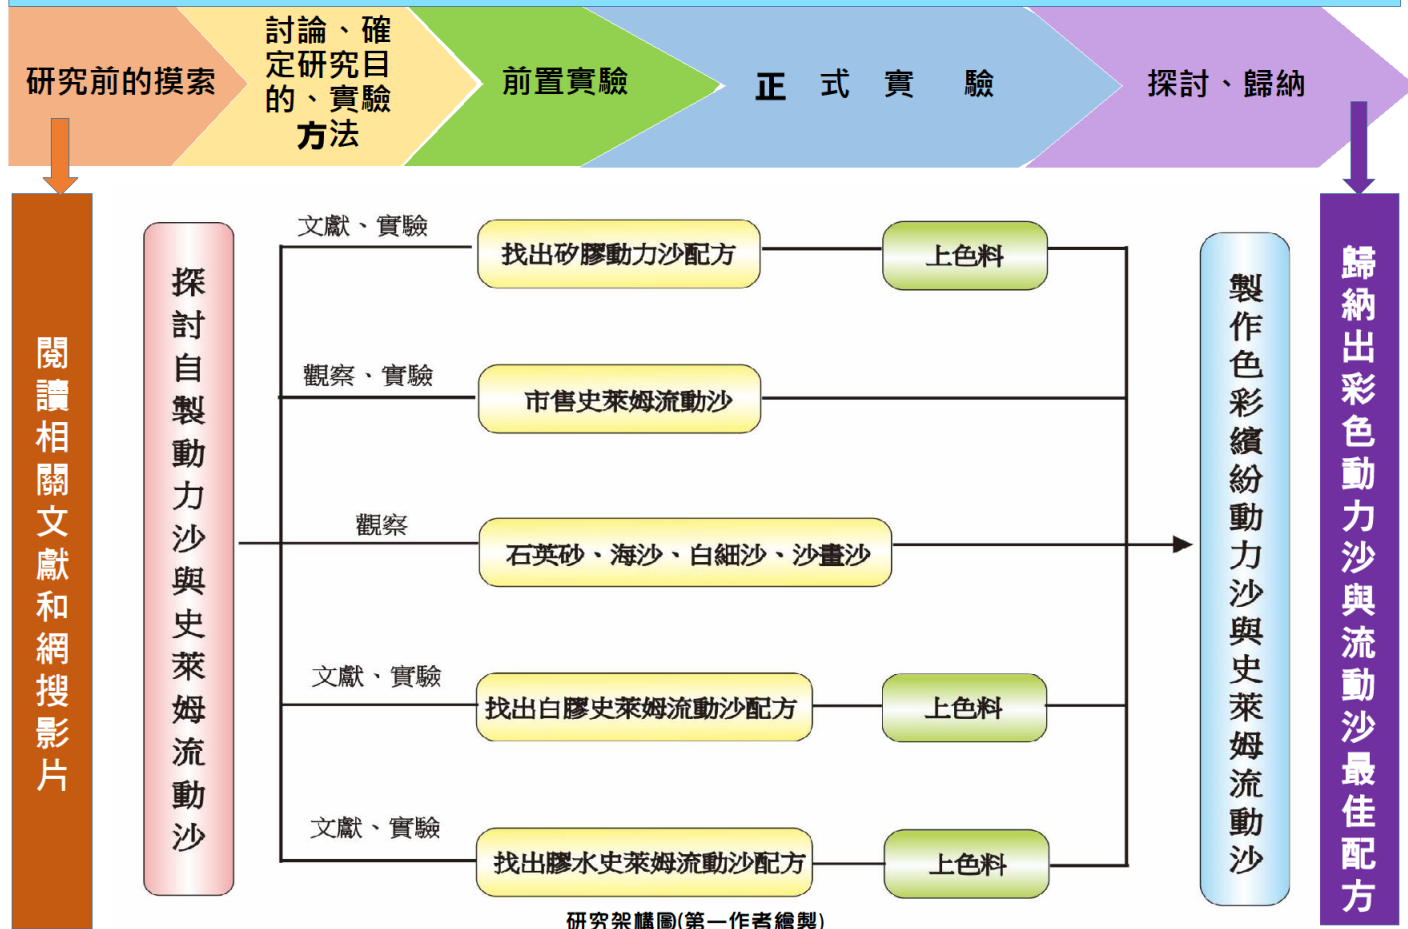 研究前的摸索
討論、確
定研究目
的、實驗
方法
前置實驗
正式實驗
探討、歸納
閱讀相關文獻和網搜影片
探討自製動力沙與史萊姆流動沙
文獻、實驗
找出矽膠動力沙配方
上色料
觀察、實驗
市售史萊姆流動沙
觀察
石英砂、海沙、白細沙、沙畫沙
文獻、實驗
找出白膠史萊姆流動沙配方
上色料
文獻、實驗
找出膠水史萊姆流動沙配方
上色料
製作色彩繽紛動力沙與史萊姆流動沙
歸納出彩色動力沙與流動沙最佳配方
研究架構圖(第一作者繪製)